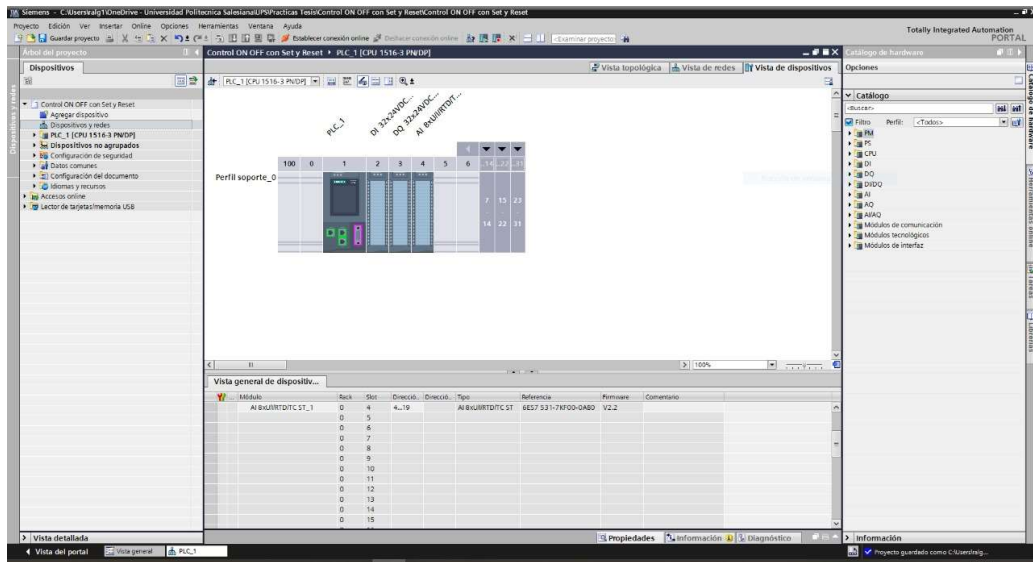 Siemens - C:\Users\ralg1\OneDrive - Universidad Politecnica Salesiana\UPS\Practicas Tesis\Control ON OFF con Set y Reset\Control ON OFF con Set y Reset
Proyecto Edición Ver Insertar Online Opciones Herramientas Ventana Ayuda
Totally Integrated Automation
PORTAL
Guardar proyecto
Establecer conexión online
Deshacer conexión online
<Examinar proyecto>
Árbol del proyecto
Control ON OFF con Set y Reset PLC_1 [CPU 1516-3 PN/DP]
Catálogo de hardware
Dispositivos
Vista topológica
Vista de redes
Vista de dispositivos
Opciones
PLC_1 [CPU 1516-3 PN/DP]
Control ON OFF con Set y Reset
Agregar dispositivo
Dispositivos y redes
PLC_1 [CPU 1516-3 PN/DP]
Dispositivos no agrupados
Configuración de seguridad
Datos comunes
Configuración del documento
Idiomas y recursos
Accesos online
Lector de tarjetas/memoria USB
Dispositivos y redes
PLC_1
DI 32x24VDC...
DQ 32x24VDC...
AI 8xU/I/RTD/T...
100 0 1 2 3 4 5 6
Perfil soporte_0
7 15 23
14 22 31
Catálogo
<Buscar>
Filtro Perfil: <Todos>
PM
PS
CPU
DI
DQ
DI/DQ
AI
AQ
AI/AQ
Módulos de comunicación
Módulos tecnológicos
Módulos de interfaz
Catálogo de hardware
Herramientas online
Tareas
Librerías
100%
Vista general de dispositiv...
Módulo Rack Slot Direcció.. Direcció.. Tipo Referencia Firmware Comentario
AI 8xU/I/RTD/TC ST_1 0 4 4...19 AI 8xU/I/RTD/TC ST 6ES7 531-7KF00-0AB0 V2.2
0 5
0 6
0 7
0 8
0 9
0 10
0 11
0 12
0 13
0 14
0 15
Vista detallada
Propiedades
Información
Diagnóstico
Información
Vista del portal
Vista general
PLC_1
Proyecto guardado como C:\Users\ralg...